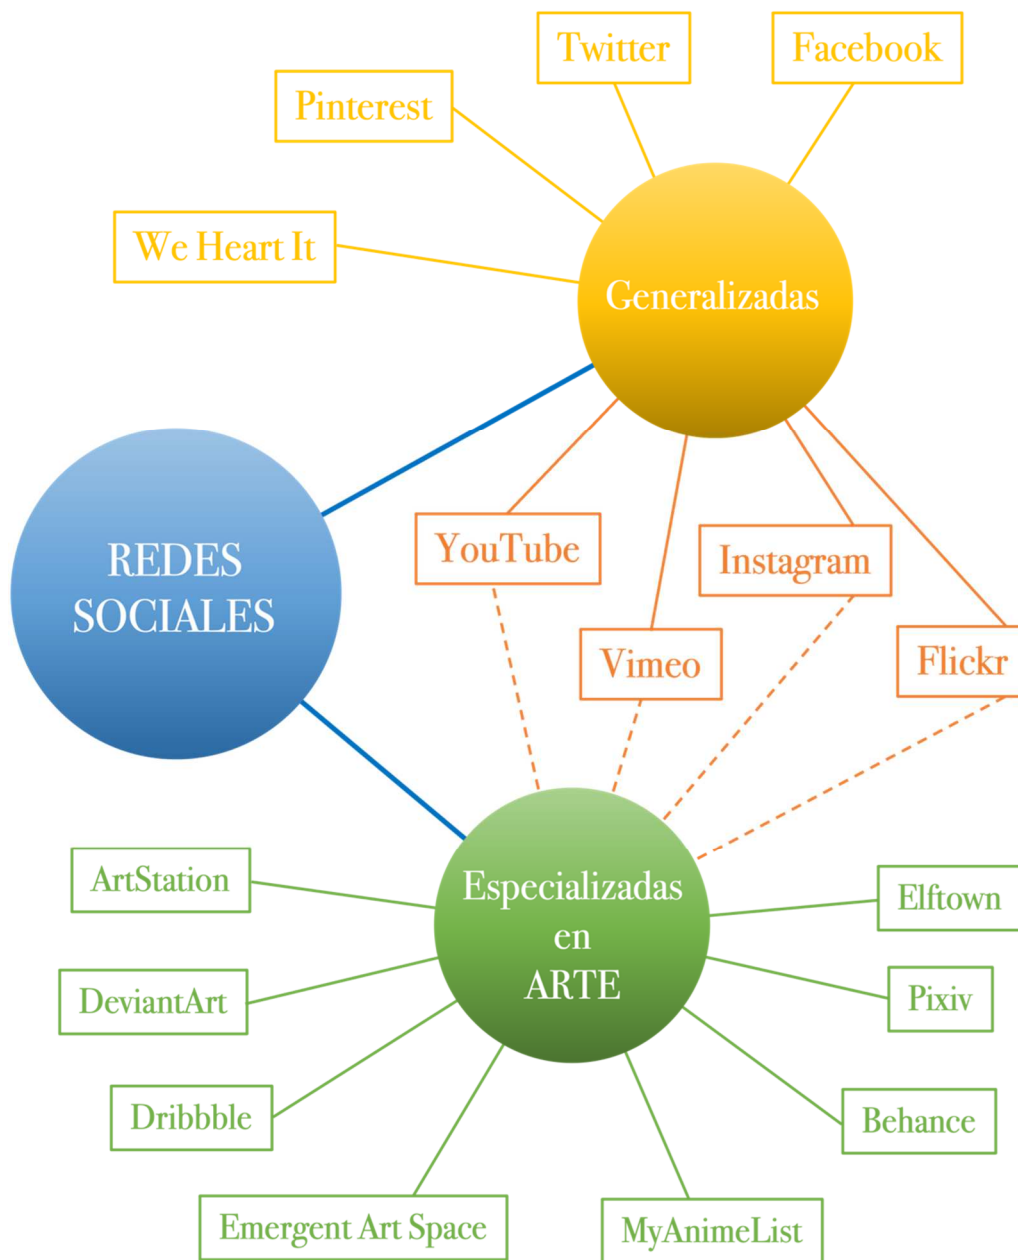 Twitter
Facebook
Pinterest
We Heart It
Generalizadas
YouTube
Instagram
REDES
SOCIALES
Vimeo
Flickr
ArtStation
Especializadas
en
ARTE
Elftown
DeviantArt
Pixiv
Dribbble
Behance
Emergent Art Space
MyAnimeList